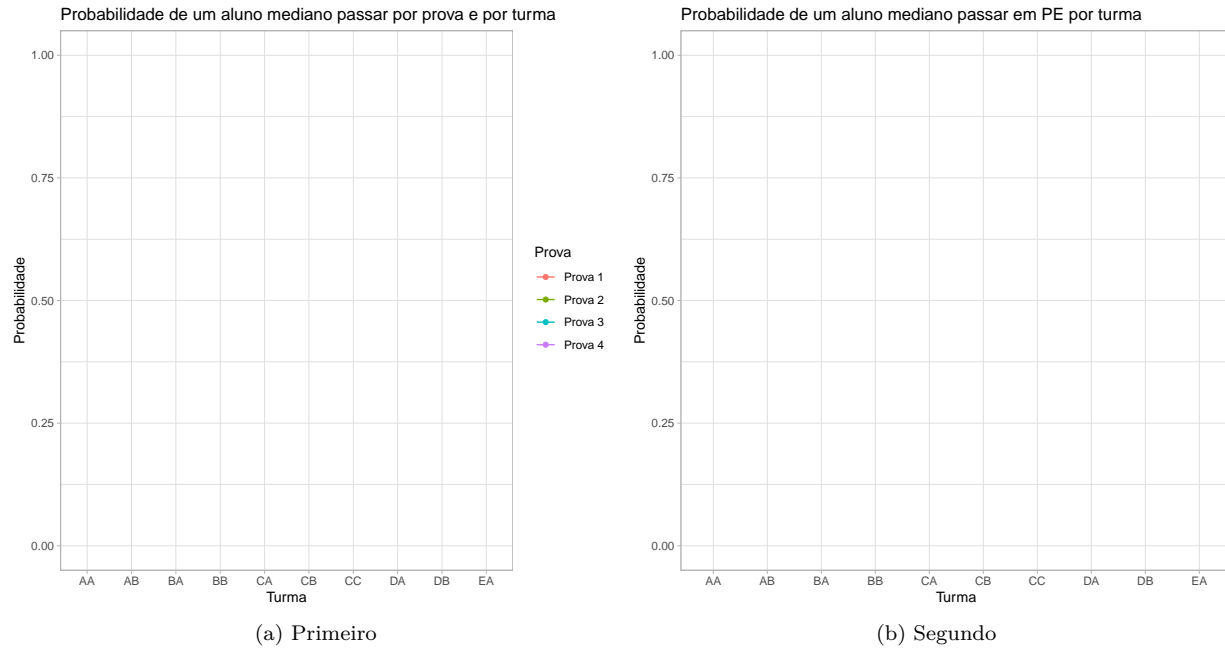 Probabilidade de um aluno mediano passar por prova e por turma
1.00
0.75
0.50
0.25
0.00
Probabilidade
AA AB BA BB CA CB CC DA DB EA
Turma
Prova
Prova 1
Prova 2
Prova 3
Prova 4
(a) Primeiro
Probabilidade de um aluno mediano passar em PE por turma
1.00
0.75
0.50
0.25
0.00
Probabilidade
AA AB BA BB CA CB CC DA DB EA
Turma
(b) Segundo